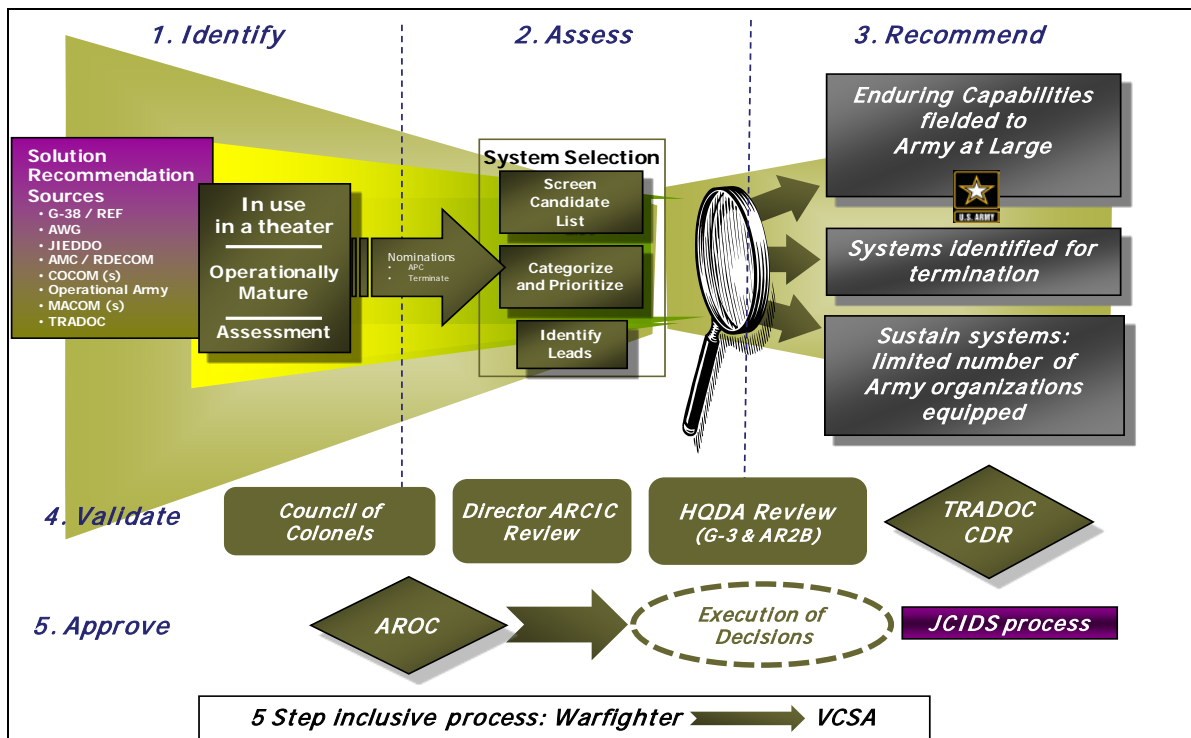 1. Identify
2. Assess
3. Recommend
Solution
Recommendation
Sources
• G-38 / REF
• AWG
• JIEDDO
• AMC / RDECOM
• COCOM (s)
• Operational Army
• MACOM (s)
• TRADOC
In use
in a theater
Operationally
Mature
Assessment
Nominations
• APC
• Terminate
System Selection
Screen
Candidate
List
Categorize
and Prioritize
Identify
Leads
Enduring Capabilities
fielded to
Army at Large
U.S. ARMY
Systems identified for
termination
Sustain systems:
limited number of
Army organizations
equipped
4. Validate
Council of
Colonels
Director ARCIC
Review
HQDA Review
(G-3 & AR2B)
TRADOC
CDR
5. Approve
AROC
Execution of
Decisions
JCIDS process
5 Step inclusive process: Warfighter
VCSA